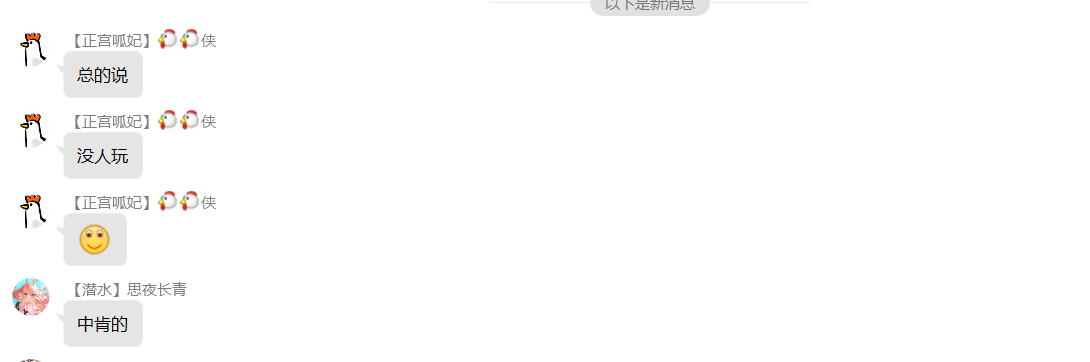 以下是新消息
【正宫呱妃】🐔🐔侠
总的说
【正宫呱妃】🐔🐔侠
没人玩
【正宫呱妃】🐔🐔侠
【潜水】思夜长青
中肯的